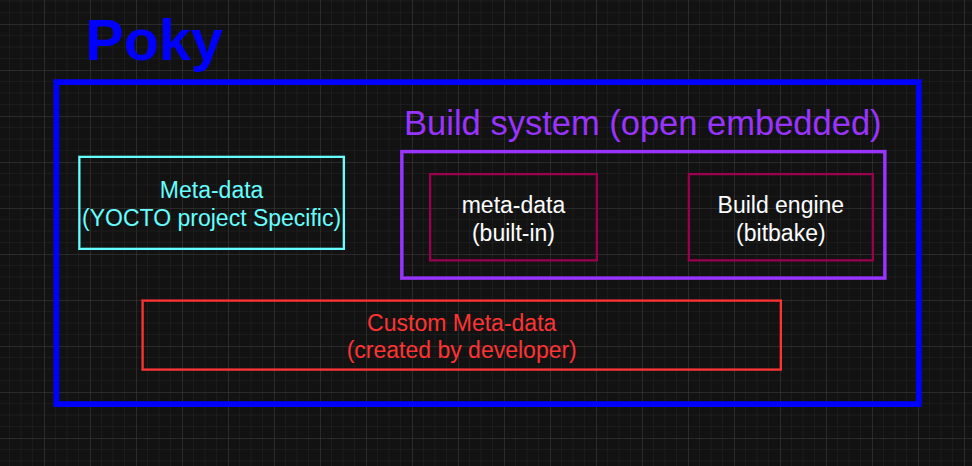 Poky
Build system (open embedded)
Meta-data
(YOCTO project Specific)
meta-data
(built-in)
Build engine
(bitbake)
Custom Meta-data
(created by developer)